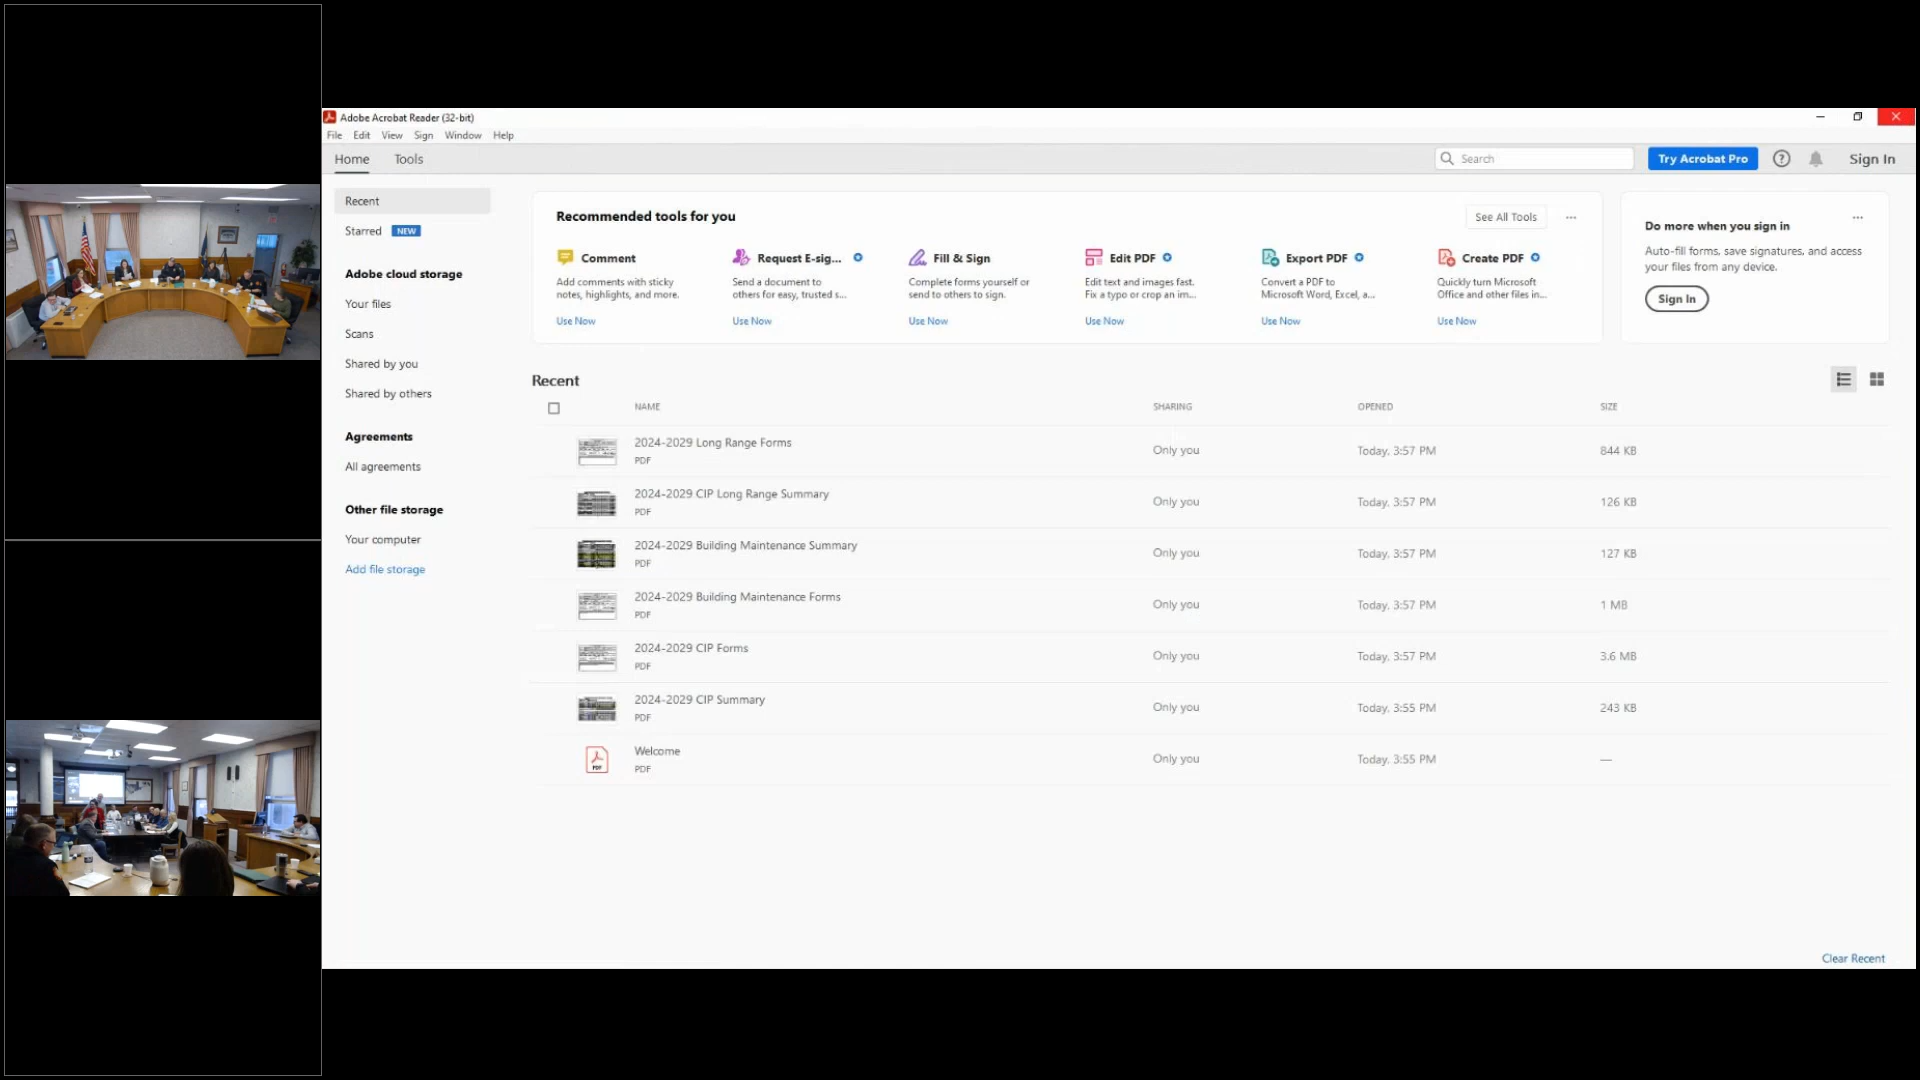 Adobe Acrobat Reader (32-bit)
File Edit View Sign Window Help
Home Tools
Search
Try Acrobat Pro
Sign In
Recent
Starred NEW
Adobe cloud storage
Your files
Scans
Shared by you
Shared by others
Agreements
All agreements
Other file storage
Your computer
Add file storage
Recommended tools for you
See All Tools
Comment
Add comments with sticky
notes, highlights, and more.
Use Now
Request E-sig...
Send a document to
others for easy, trusted s...
Use Now
Fill & Sign
Complete forms yourself or
send to others to sign.
Use Now
Edit PDF
Edit text and images fast.
Fix a typo or crop an im...
Use Now
Export PDF
Convert a PDF to
Microsoft Word, Excel, a...
Use Now
Create PDF
Quickly turn Microsoft
Office and other files in...
Use Now
Do more when you sign in
Auto-fill forms, save signatures, and access
your files from any device.
Sign In
Recent
NAME SHARING OPENED SIZE
2024-2029 Long Range Forms
PDF
Only you Today, 3:57 PM 844 KB
2024-2029 CIP Long Range Summary
PDF
Only you Today, 3:57 PM 126 KB
2024-2029 Building Maintenance Summary
PDF
Only you Today, 3:57 PM 127 KB
2024-2029 Building Maintenance Forms
PDF
Only you Today, 3:57 PM 1 MB
2024-2029 CIP Forms
PDF
Only you Today, 3:57 PM 3.6 MB
2024-2029 CIP Summary
PDF
Only you Today, 3:55 PM 243 KB
Welcome
PDF
Only you Today, 3:55 PM —
Clear Recent